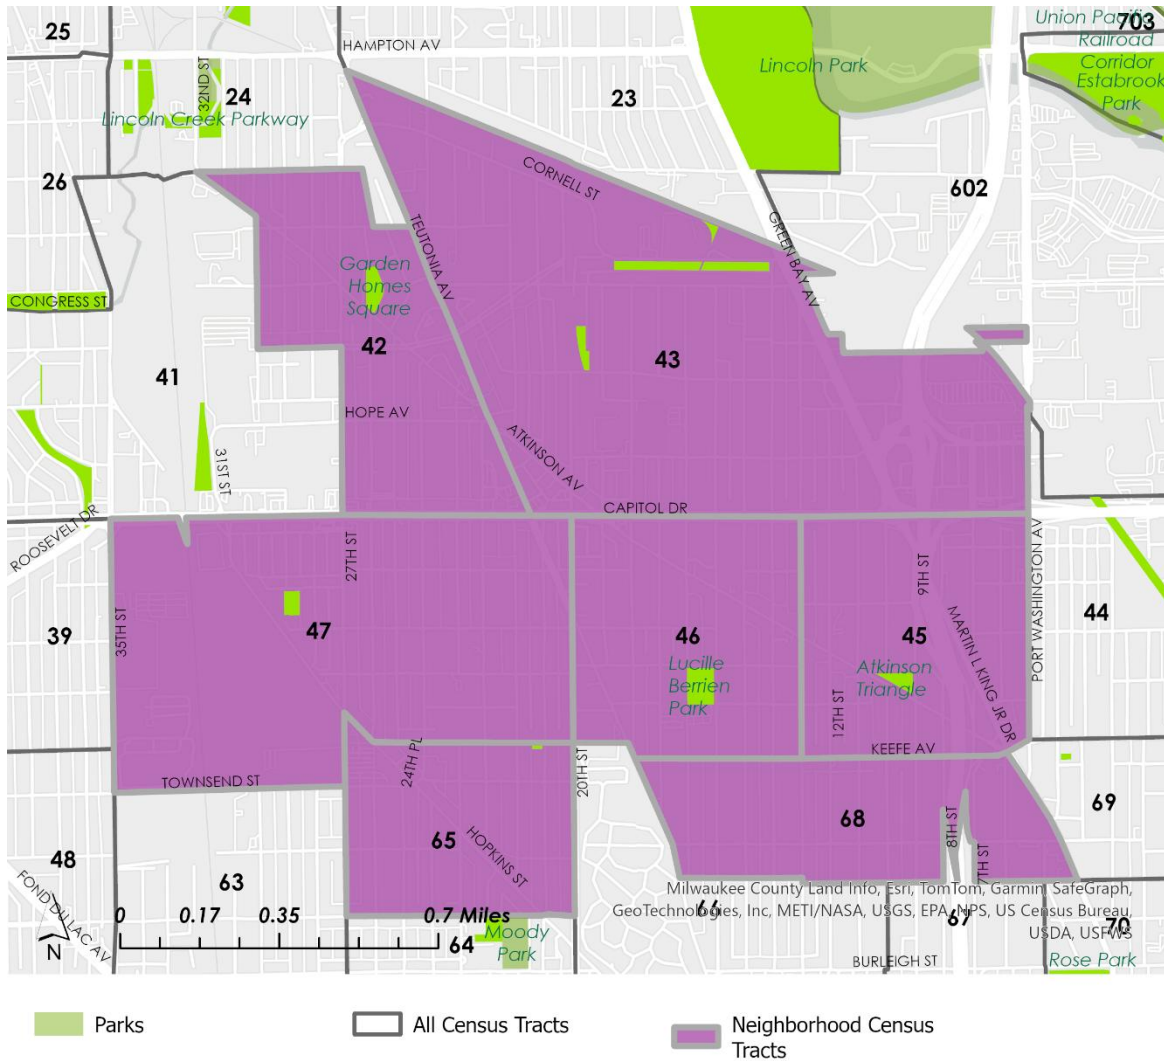 25
HAMPTON AV
Union Pacific
703
Railroad
Corridor
Estabrook
Park
Lincoln Park
32ND ST
24
23
Lincoln Creek Parkway
26
CORNELL ST
602
TEUTONIA AV
GREEN BAY AV
Garden
Homes
Square
CONGRESS ST
42
43
41
HOPE AV
31ST ST
ATKINSON AV
CAPITOL DR
ROOSEVELT DR
27TH ST
9TH ST
PORT WASHINGTON AV
39
35TH ST
47
46
45
44
Lucille
Berrien
Park
Atkinson
Triangle
MARTIN L KING JR DR
12TH ST
KEEFE AV
24TH PL
20TH ST
TOWNSEND ST
69
68
65
HOPKINS ST
8TH ST
7TH ST
48
63
FOND DU LAC AV
Milwaukee County Land Info, Esri, TomTom, Garmin, SafeGraph,
GeoTechnologies, Inc, METI/NASA, USGS, EPA, NPS, US Census Bureau,
USDA, USFWS
66
67
70
0 0.17 0.35 0.7 Miles
N
64
Moody
Park
BURLEIGH ST
Rose Park
Parks
All Census Tracts
Neighborhood Census
Tracts